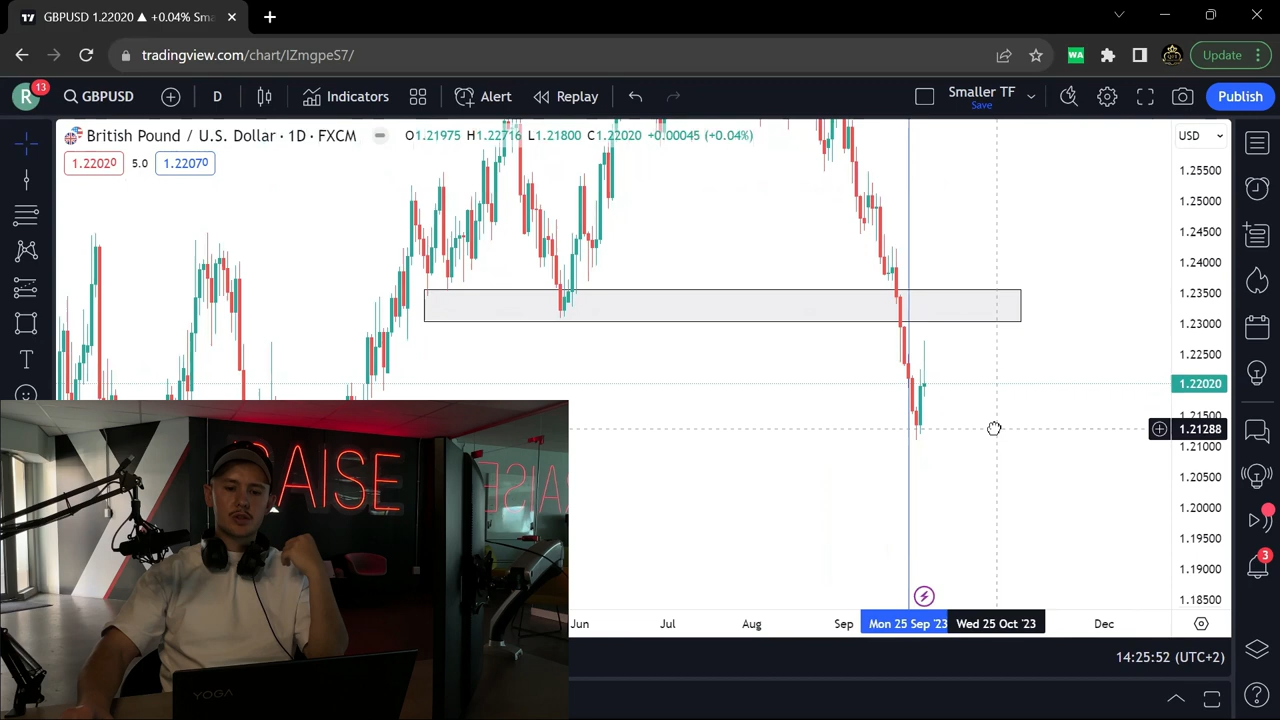 GBPUSD 1.22020 ▲ +0.04% Sma
tradingview.com/chart/IZmgpeS7/
WA
Update
R
13
GBPUSD
D
Indicators
Alert
Replay
Smaller TF
Save
Publish
British Pound / U.S. Dollar · 1D · FXCM
O1.21975 H1.22716 L1.21800 C1.22020 +0.00045 (+0.04%)
USD
1.22020
5.0
1.22070
1.25500
1.25000
1.24500
1.24000
1.23500
1.23000
1.22500
1.22020
1.21500
1.21288
1.21000
1.20500
1.20000
1.19500
1.19000
1.18500
T
3
RAISE
YOGA
Jun
Jul
Aug
Sep
Mon 25 Sep '23
Wed 25 Oct '23
Dec
14:25:52 (UTC+2)